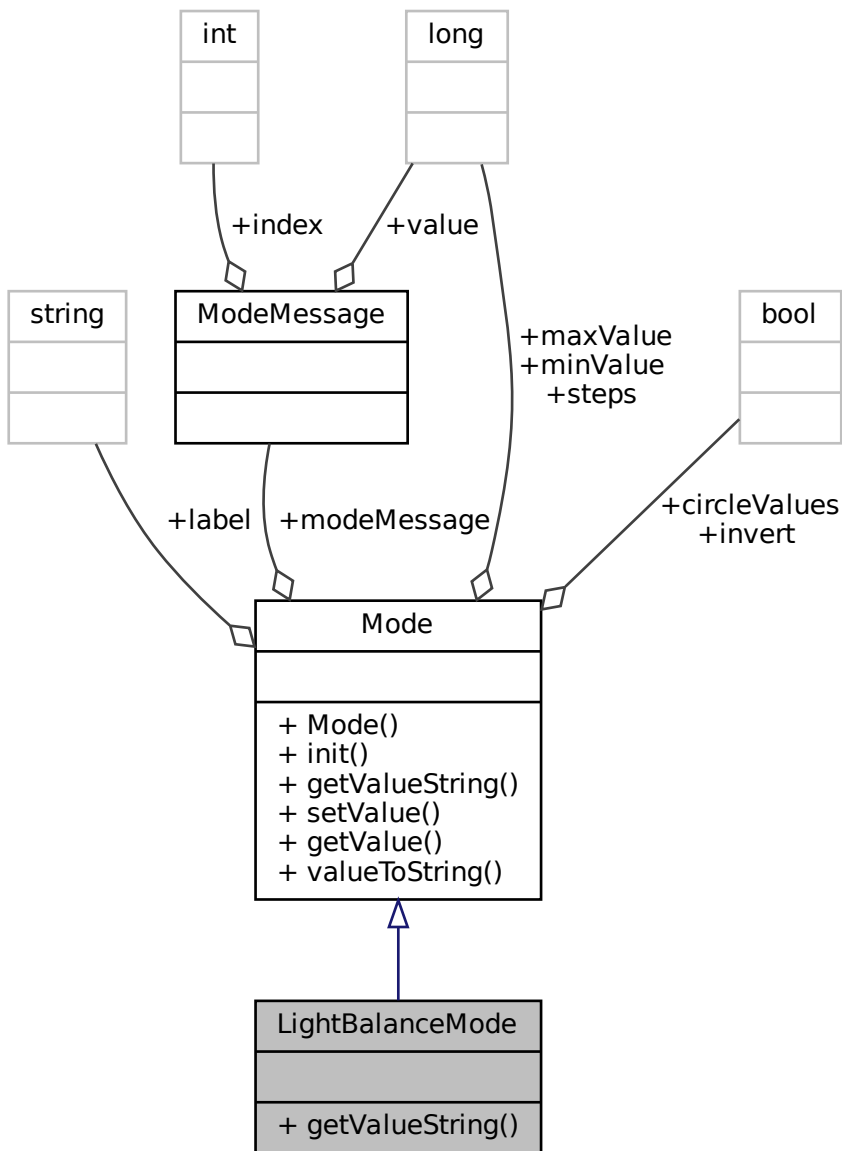 int
long
+index
+value
string
ModeMessage
bool
+maxValue
+minValue
+steps
+label
+modeMessage
+circleValues
+invert
Mode
+ Mode()
+ init()
+ getValueString()
+ setValue()
+ getValue()
+ valueToString()
LightBalanceMode
+ getValueString()